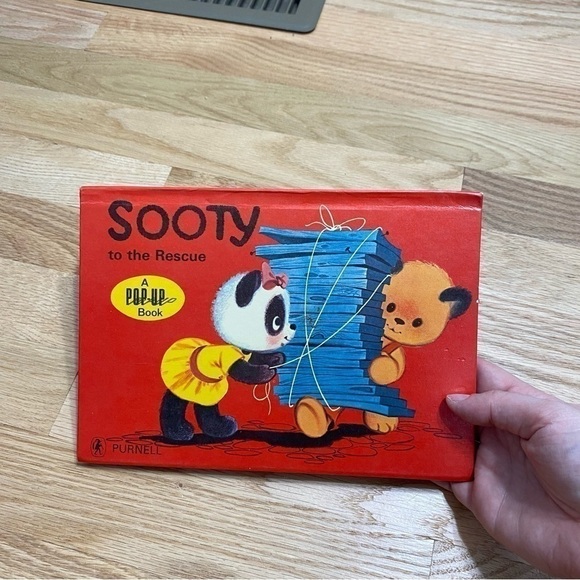 SOOTY
to the Rescue
A
POP-UP
Book
PURNELL